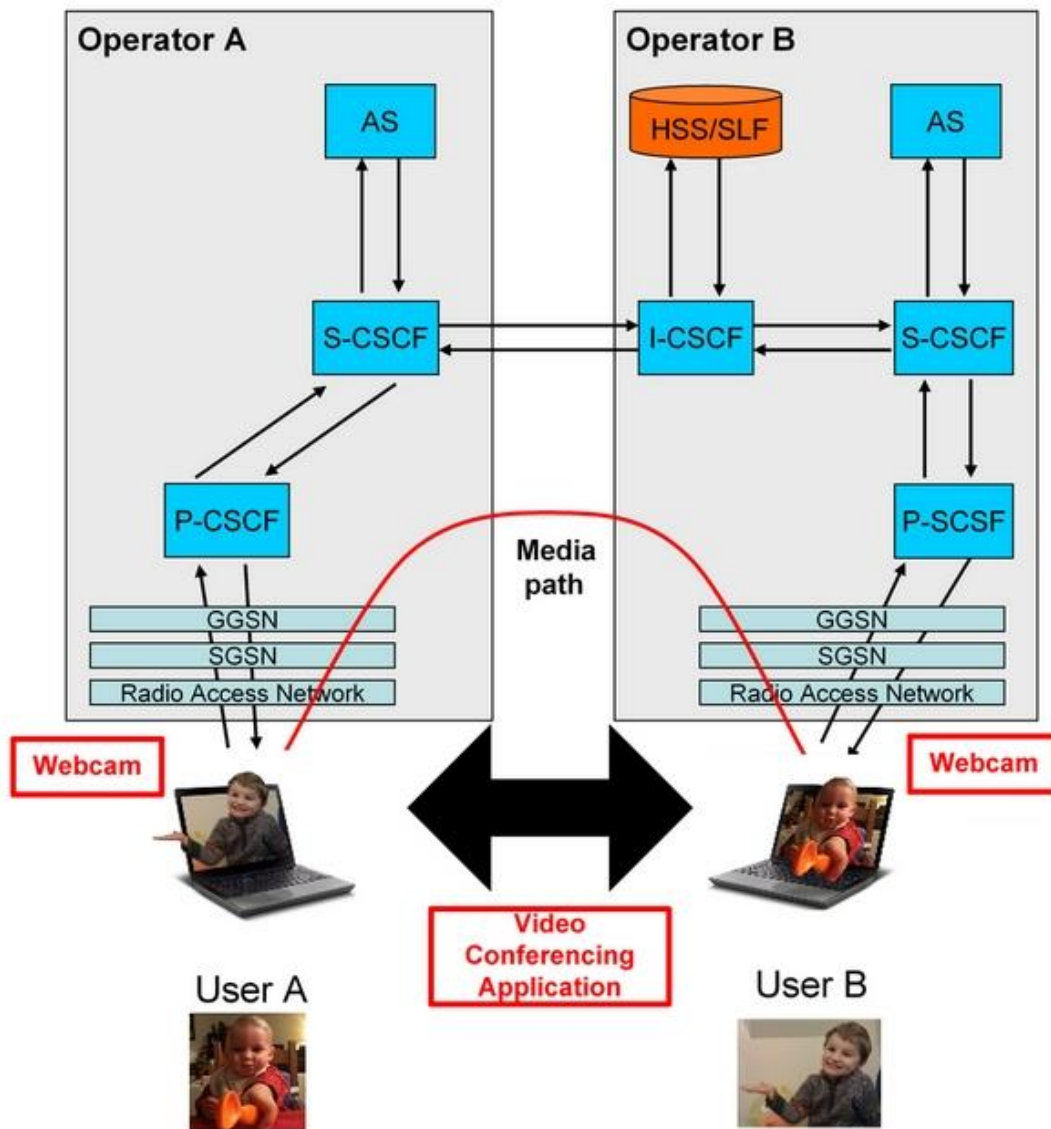 Operator A
Operator B
AS
HSS/SLF
AS
S-CSCF
I-CSCF
S-CSCF
P-CSCF
P-SCSF
Media
path
GGSN
SGSN
Radio Access Network
GGSN
SGSN
Radio Access Network
Webcam
Webcam
Video
Conferencing
Application
User A
User B